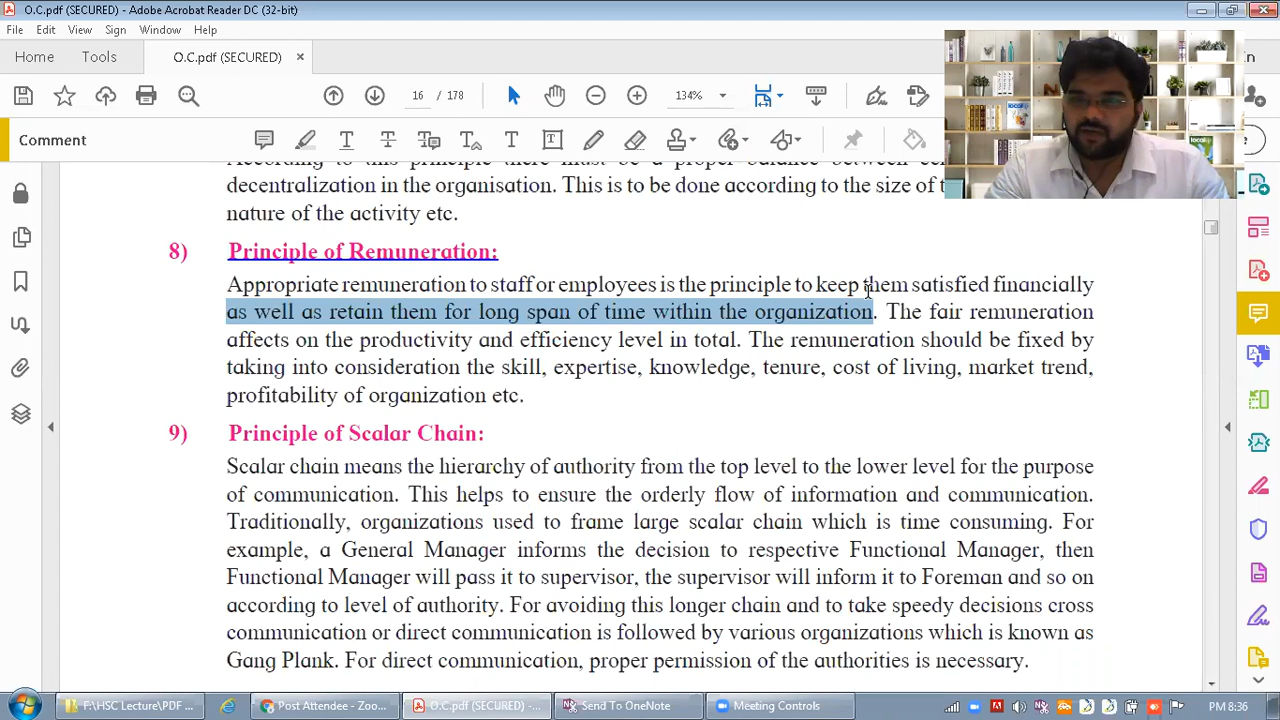 O.C.pdf (SECURED) - Adobe Acrobat Reader DC (32-bit)
File Edit View Sign Window Help
Home Tools O.C.pdf (SECURED) × In
16 / 178 134%
Comment
decentralization in the organisation. This is to be done according to the size of
nature of the activity etc.
8) Principle of Remuneration:
Appropriate remuneration to staff or employees is the principle to keep them satisfied financially
as well as retain them for long span of time within the organization. The fair remuneration
affects on the productivity and efficiency level in total. The remuneration should be fixed by
taking into consideration the skill, expertise, knowledge, tenure, cost of living, market trend,
profitability of organization etc.
9) Principle of Scalar Chain:
Scalar chain means the hierarchy of authority from the top level to the lower level for the purpose
of communication. This helps to ensure the orderly flow of information and communication.
Traditionally, organizations used to frame large scalar chain which is time consuming. For
example, a General Manager informs the decision to respective Functional Manager, then
Functional Manager will pass it to supervisor, the supervisor will inform it to Foreman and so on
according to level of authority. For avoiding this longer chain and to take speedy decisions cross
communication or direct communication is followed by various organizations which is known as
Gang Plank. For direct communication, proper permission of the authorities is necessary.
F:\HSC Lecture\PDF ... Post Attendee - Zoo... O.C.pdf (SECURED) - ... Send To OneNote Meeting Controls PM 8:36